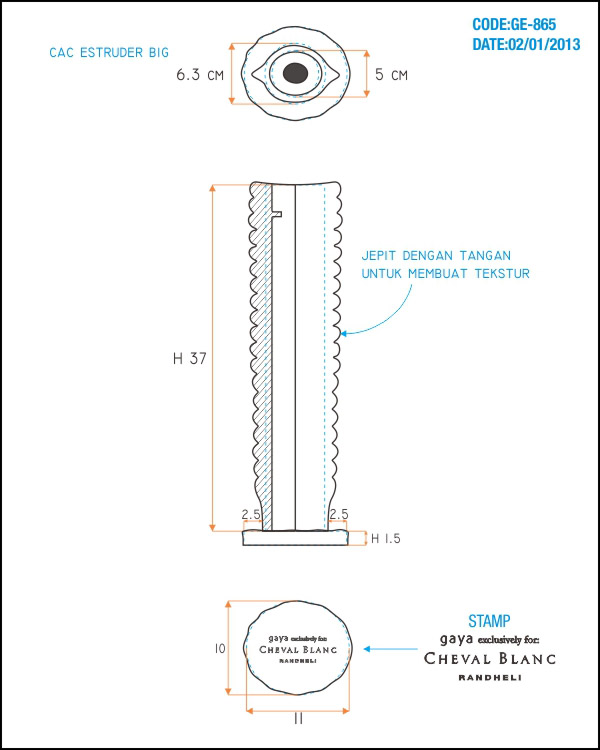 CODE:GE-865
DATE:02/01/2013
CAC ESTRUDER BIG
6.3 CM
5 CM
JEPIT DENGAN TANGAN
UNTUK MEMBUAT TEKSTUR
H 37
2.5
2.5
H 1.5
STAMP
gaya exclusively for:
CHEVAL BLANC
RANDHELI
10
gaya exclusively for:
CHEVAL BLANC
RANDHELI
11